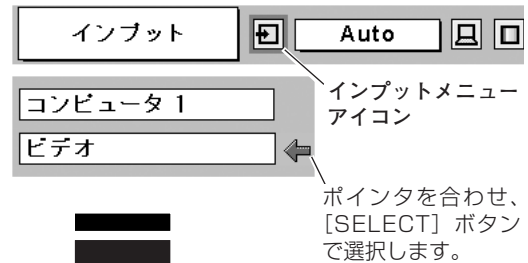 インプット
Auto
インプットメニュー
アイコン
コンピュータ 1
ビデオ
ポインタを合わせ、
［SELECT］ボタン
で選択します。